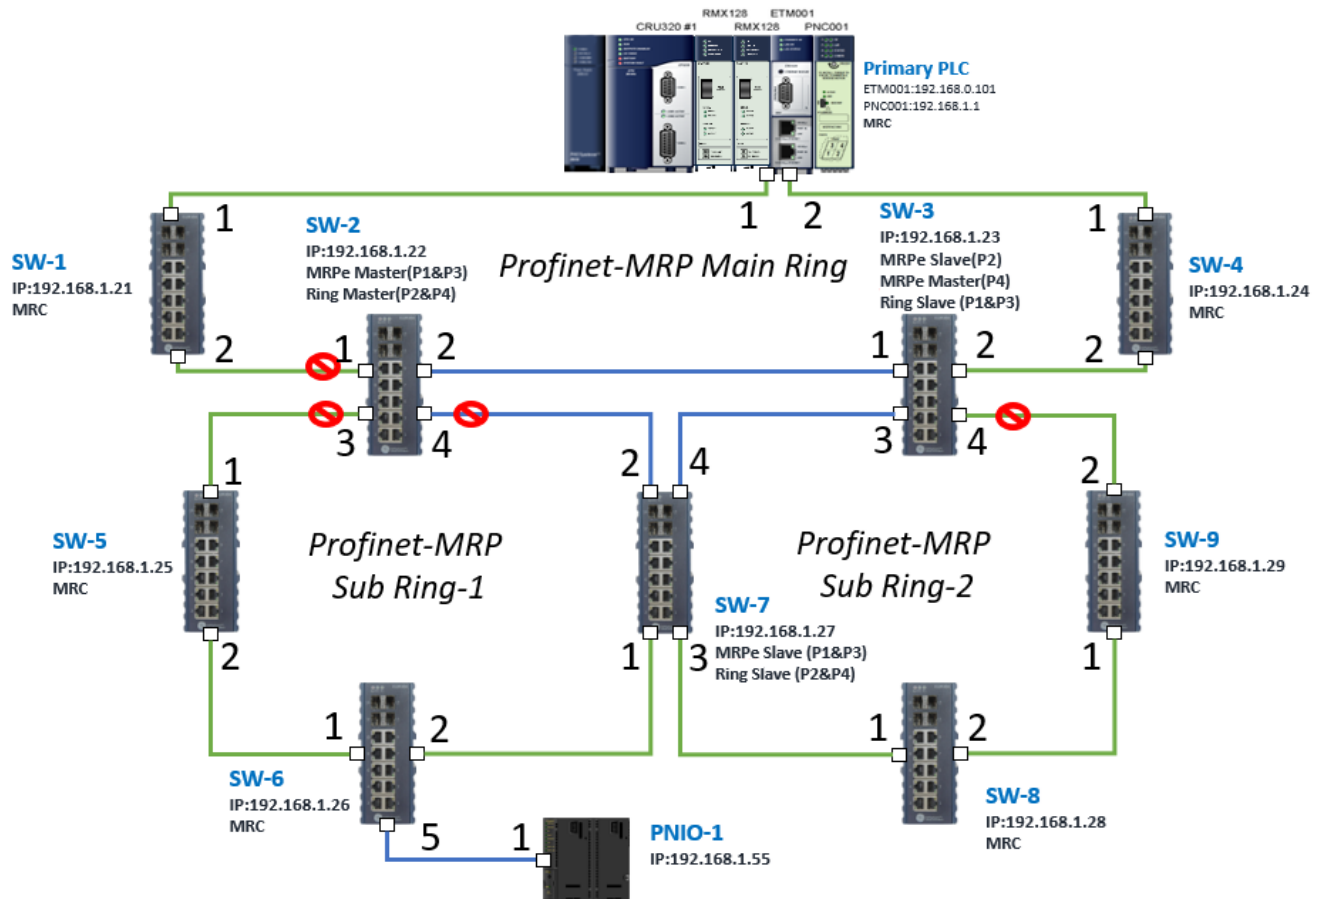 RMX128 ETM001
CRU320 #1 RMX128 PNC001
Primary PLC
ETM001:192.168.0.101
PNC001:192.168.1.1
MRC
1 2
1
SW-1
IP:192.168.1.21
MRC
2
SW-2
IP:192.168.1.22
MRPe Master(P1&P3)
Ring Master(P2&P4)
1 2
3 4
Profinet-MRP Main Ring
SW-3
IP:192.168.1.23
MRPe Slave(P2)
MRPe Master(P4)
Ring Slave (P1&P3)
1 2
3 4
1
SW-4
IP:192.168.1.24
MRC
2
1
SW-5
IP:192.168.1.25
MRC
2
Profinet-MRP
Sub Ring-1
2 4
SW-7
IP:192.168.1.27
MRPe Slave (P1&P3)
Ring Slave (P2&P4)
1 3
Profinet-MRP
Sub Ring-2
2
SW-9
IP:192.168.1.29
MRC
1
1 2
SW-6
IP:192.168.1.26
MRC
5 1
PNIO-1
IP:192.168.1.55
1 2
SW-8
IP:192.168.1.28
MRC